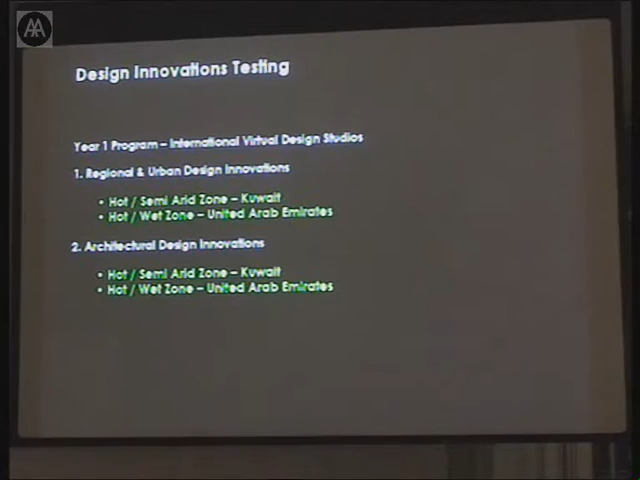 AA
Design Innovations Testing
Year 1 Program – International Virtual Design Studios
1. Regional & Urban Design Innovations
• Hot / Semi Arid Zone – Kuwait
• Hot / Wet Zone – United Arab Emirates
2. Architectural Design Innovations
• Hot / Semi Arid Zone – Kuwait
• Hot / Wet Zone – United Arab Emirates